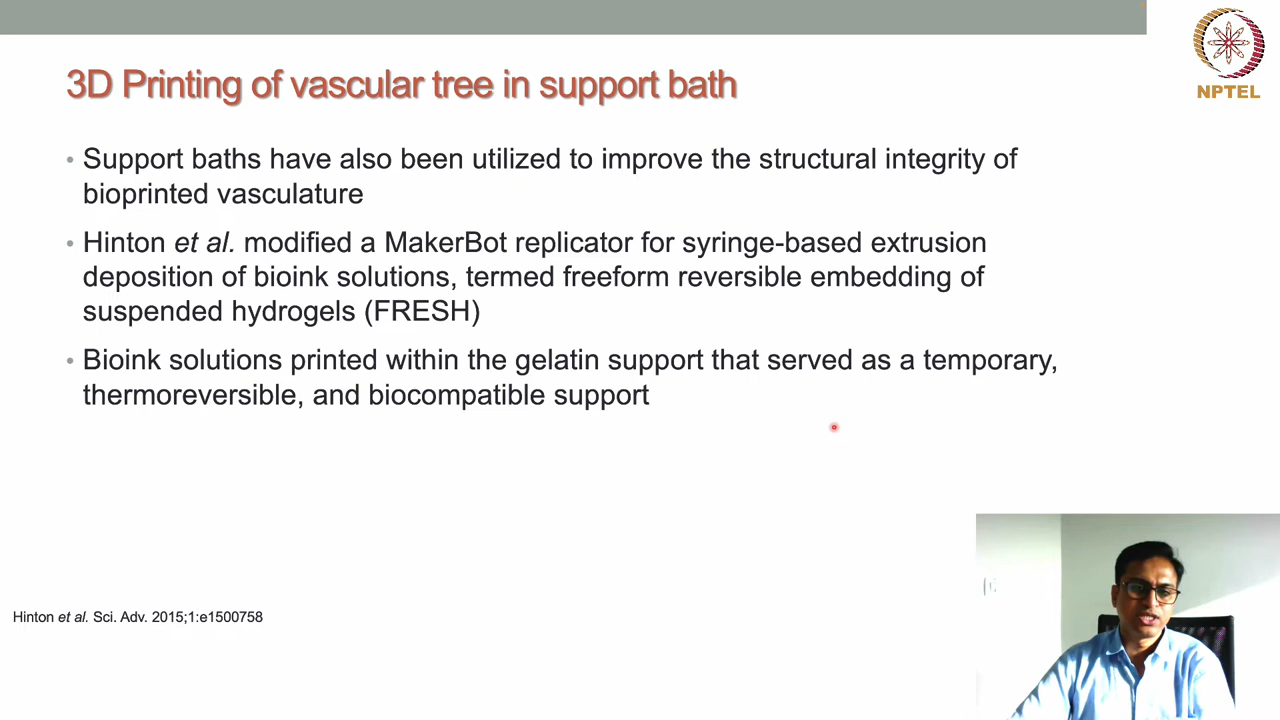 3D Printing of vascular tree in support bath
NPTEL
• Support baths have also been utilized to improve the structural integrity of
bioprinted vasculature
• Hinton et al. modified a MakerBot replicator for syringe-based extrusion
deposition of bioink solutions, termed freeform reversible embedding of
suspended hydrogels (FRESH)
• Bioink solutions printed within the gelatin support that served as a temporary,
thermoreversible, and biocompatible support
Hinton et al. Sci. Adv. 2015;1:e1500758